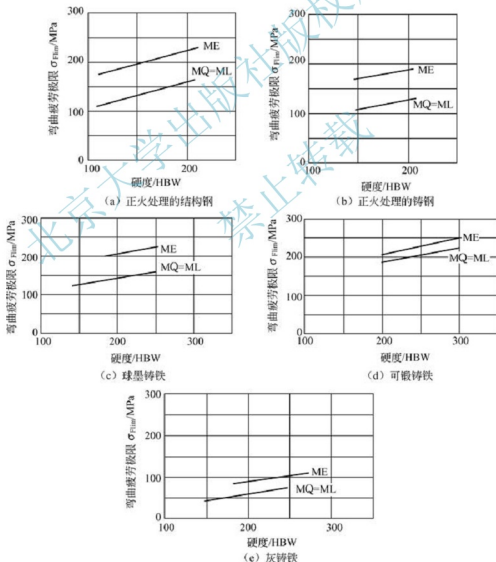 300
200
100
0
100
200
弯曲疲劳极限 σFlim/MPa
ME
MQ=ML
硬度/HBW
(a) 正火处理的结构钢
300
200
100
0
100
200
弯曲疲劳极限 σFlim/MPa
ME
MQ=ML
硬度/HBW
(b) 正火处理的铸钢
300
200
100
0
100
200
300
弯曲疲劳极限 σFlim/MPa
ME
MQ=ML
硬度/HBW
(c) 球墨铸铁
300
200
100
0
100
200
300
弯曲疲劳极限 σFlim/MPa
ME
MQ=ML
硬度/HBW
(d) 可锻铸铁
300
200
100
0
100
200
300
弯曲疲劳极限 σFlim/MPa
ME
MQ=ML
硬度/HBW
(e) 灰铸铁
北京大学出版社版权
禁止转载